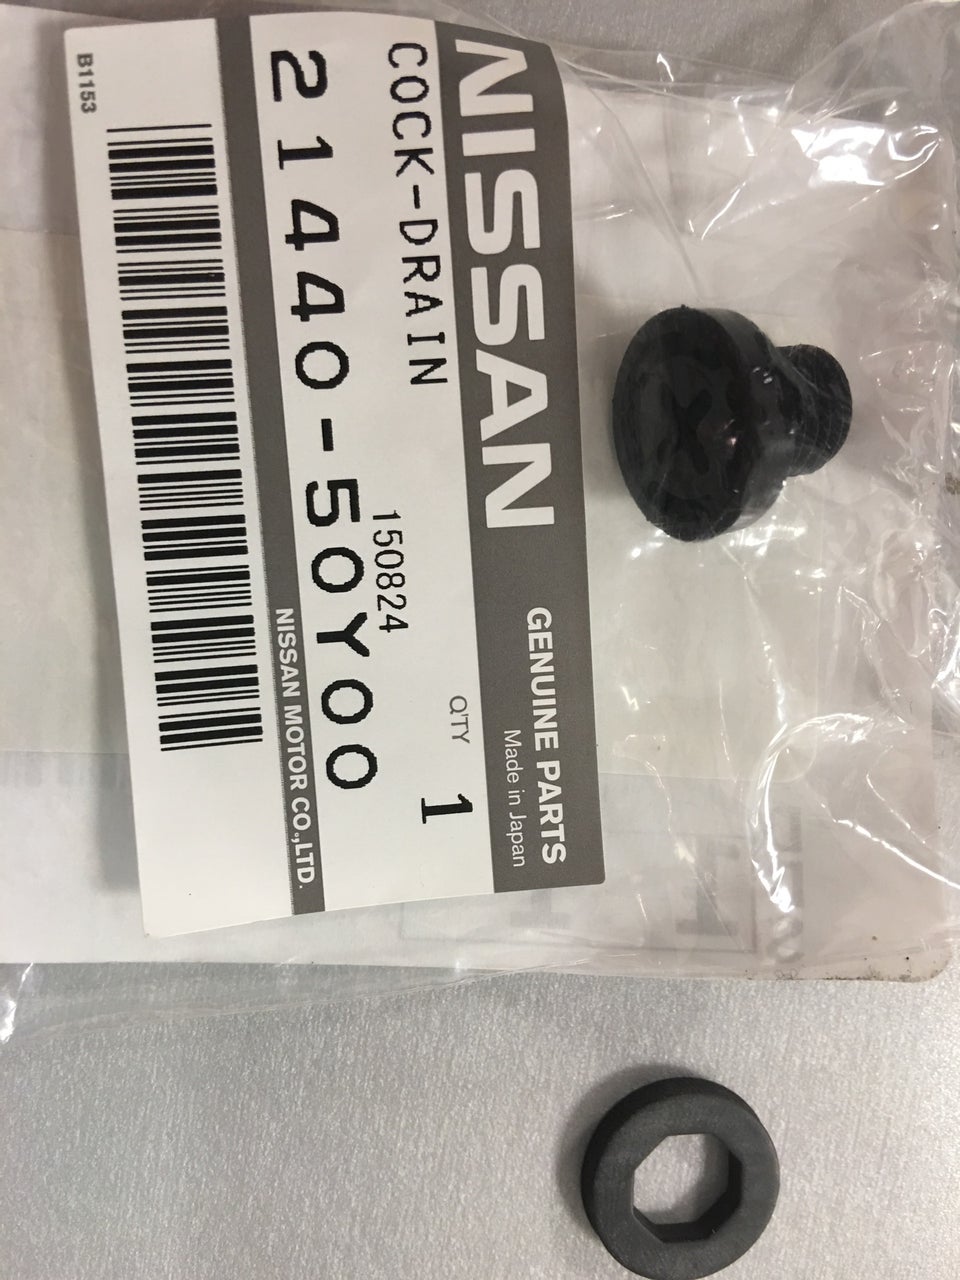 NISSAN
GENUINE PARTS
Made in Japan
COCK-DRAIN
QTY
1
150824
21440-50Y00
NISSAN MOTOR CO.,LTD.
B1153